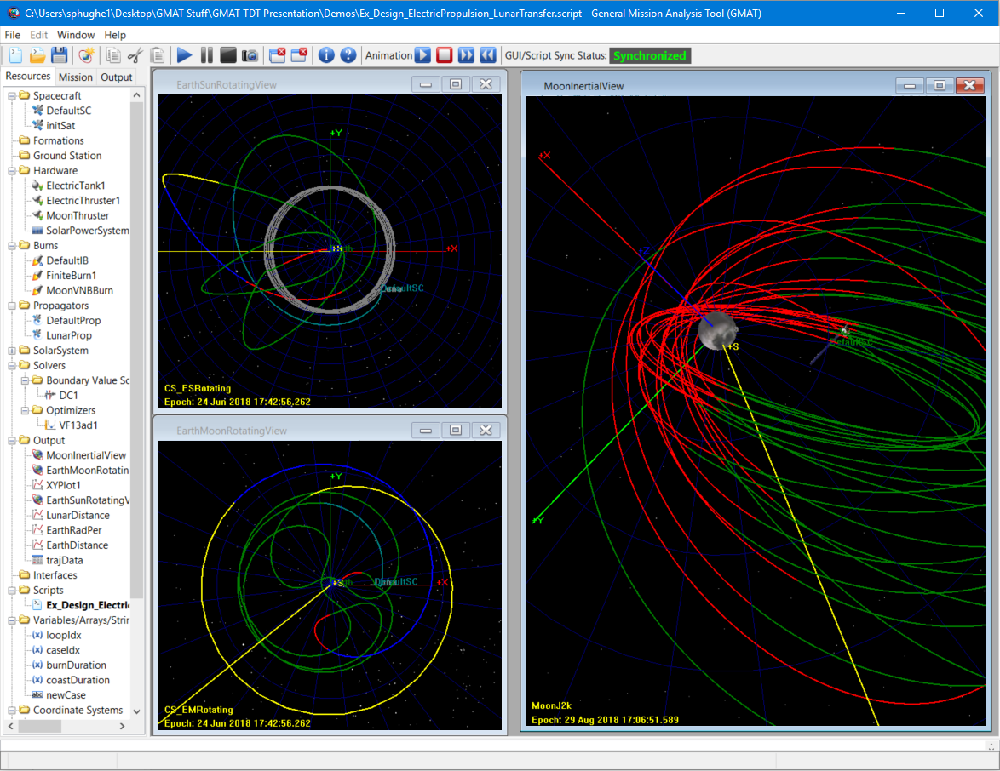 C:\Users\sphughe1\Desktop\GMAT Stuff\GMAT TDT Presentation\Demos\Ex_Design_ElectricPropulsion_LunarTransfer.script - General Mission Analysis Tool (GMAT)
File Edit Window Help
Animation GUI/Script Sync Status: Synchronized
Resources Mission Output
Spacecraft
DefaultSC
initSat
Formations
Ground Station
Hardware
ElectricTank1
ElectricThruster1
MoonThruster
SolarPowerSystem
Burns
DefaultIB
FiniteBurn1
MoonVNBBurn
Propagators
DefaultProp
LunarProp
SolarSystem
Solvers
Boundary Value Sc
DC1
Optimizers
VF13ad1
Output
MoonInertialView
EarthMoonRotatin
XYPlot1
EarthSunRotatingV
LunarDistance
EarthRadPer
EarthDistance
trajData
Interfaces
Scripts
Ex_Design_Electri
Variables/Arrays/Strin
(x) loopIdx
(x) caseIdx
(x) burnDuration
(x) coastDuration
abc newCase
Coordinate Systems
EarthSunRotatingView
+Y
+X
DefaultSC
CS_ESRotating
Epoch: 24 Jun 2018 17:42:56.262
EarthMoonRotatingView
+Y
+S
+X
DefaultSC
CS_EMRotating
Epoch: 24 Jun 2018 17:42:56.262
MoonInertialView
+X
+Z
+S
DefaultSC
+Y
MoonJ2k
Epoch: 29 Aug 2018 17:06:51.589